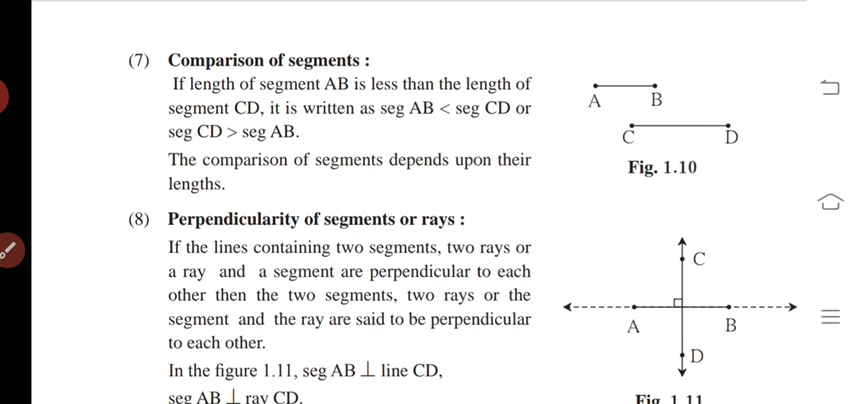 (7) Comparison of segments :
If length of segment AB is less than the length of
segment CD, it is written as seg AB < seg CD or
seg CD > seg AB.
The comparison of segments depends upon their
lengths.
A B
C D
Fig. 1.10
(8) Perpendicularity of segments or rays :
If the lines containing two segments, two rays or
a ray and a segment are perpendicular to each
other then the two segments, two rays or the
segment and the ray are said to be perpendicular
to each other.
In the figure 1.11, seg AB ⊥ line CD,
seg AB ⊥ ray CD.
C
A B
D
Fig. 1.11